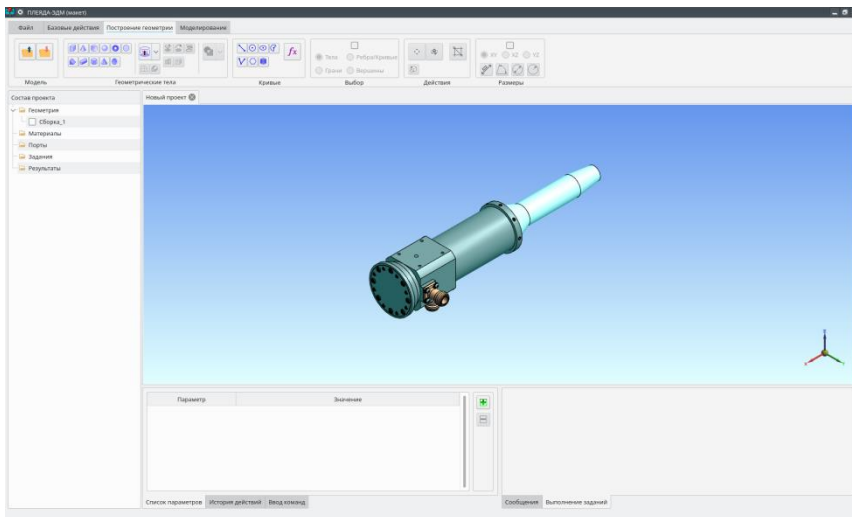 ПЛЕЯДА-ЭДМ (макет)
Файл Базовые действия Построение геометрии Моделирование
fx
Тела Ребра/Кривые
Грани Вершины
XY XZ YZ
Модель Геометрические тела Кривые Выбор Действия Размеры
Состав проекта
Новый проект
Геометрия
Сборка_1
Материалы
Порты
Задания
Результаты
Параметр Значение
Список параметров История действий Ввод команд
Сообщения Выполнение заданий